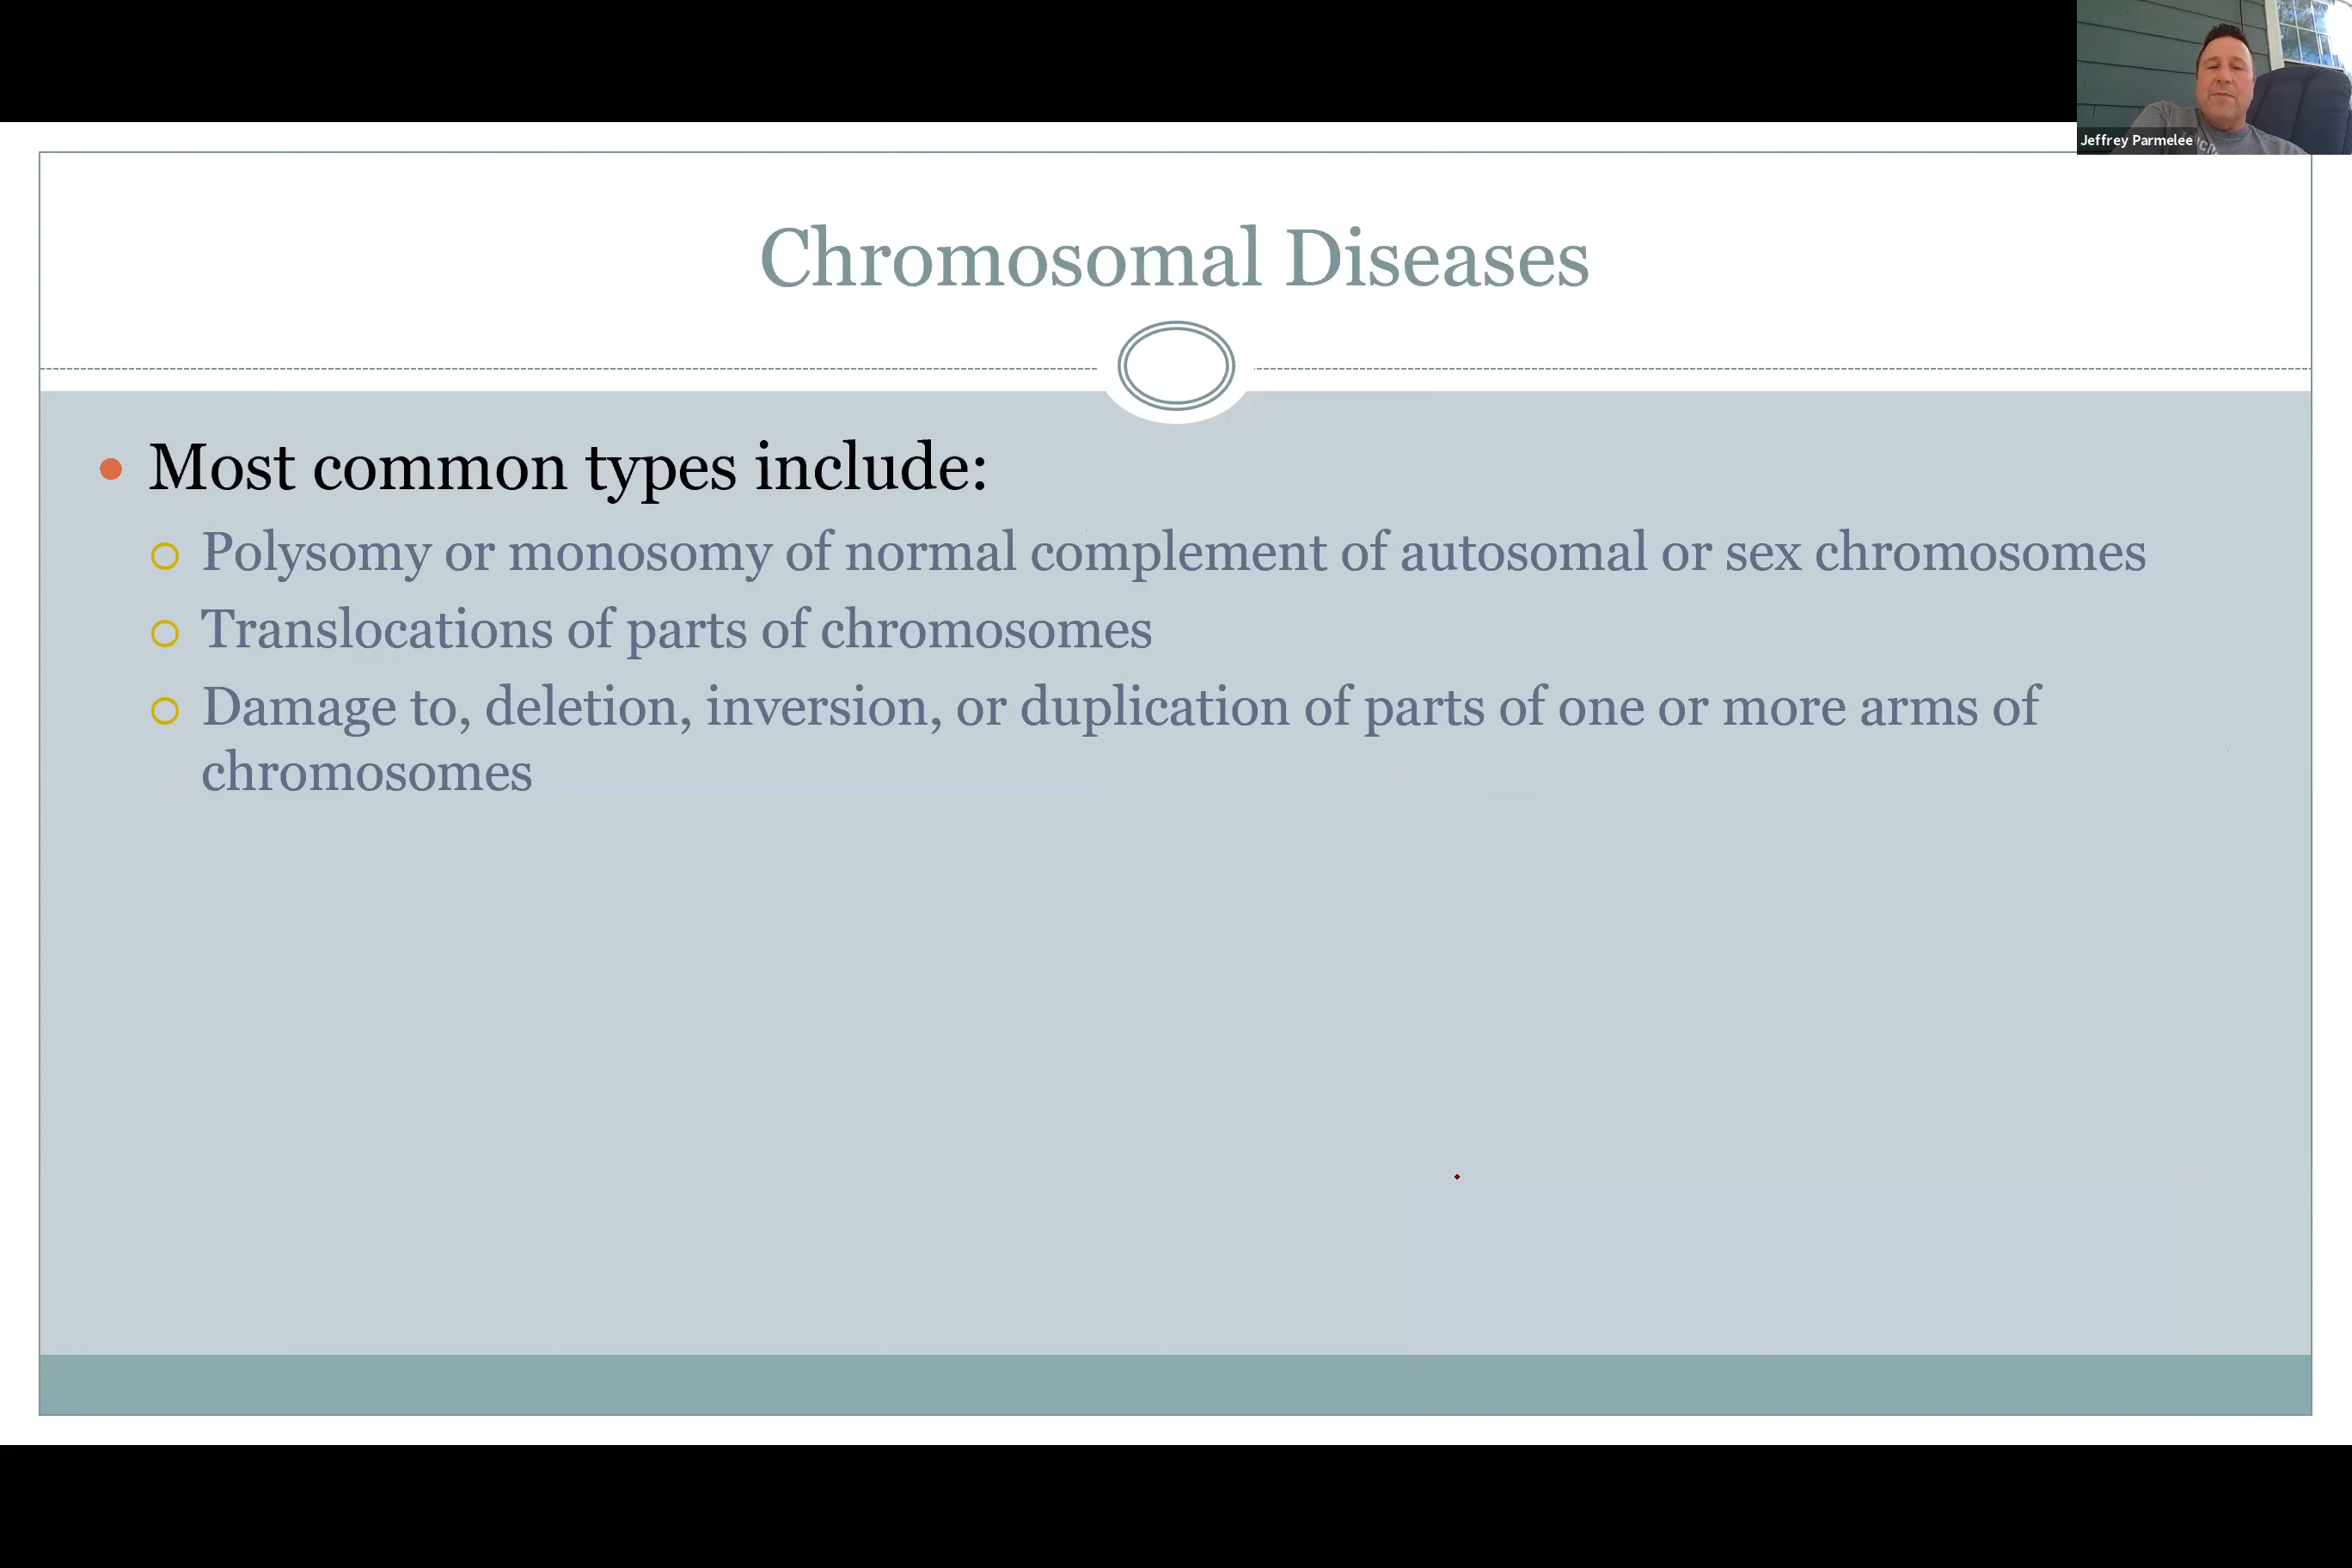 Jeffrey Parmelee
Chromosomal Diseases
Most common types include:
Polysomy or monosomy of normal complement of autosomal or sex chromosomes
Translocations of parts of chromosomes
Damage to, deletion, inversion, or duplication of parts of one or more arms of
chromosomes